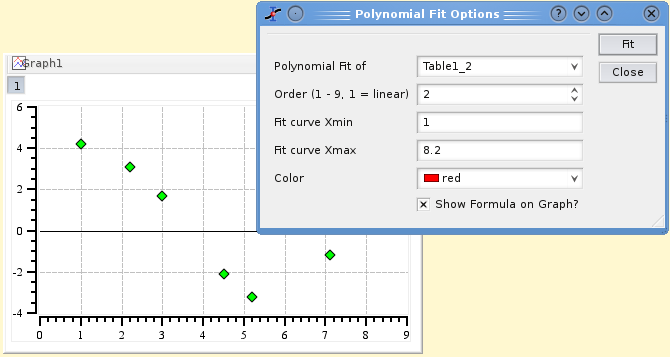 Polynomial Fit Options
Polynomial Fit of Table1_2
Order (1 - 9, 1 = linear) 2
Fit curve Xmin 1
Fit curve Xmax 8.2
Color red
Show Formula on Graph?
Fit
Close
Graph1
1
6
4
2
0
-2
-4
0 1 2 3 4 5 6 7 8 9